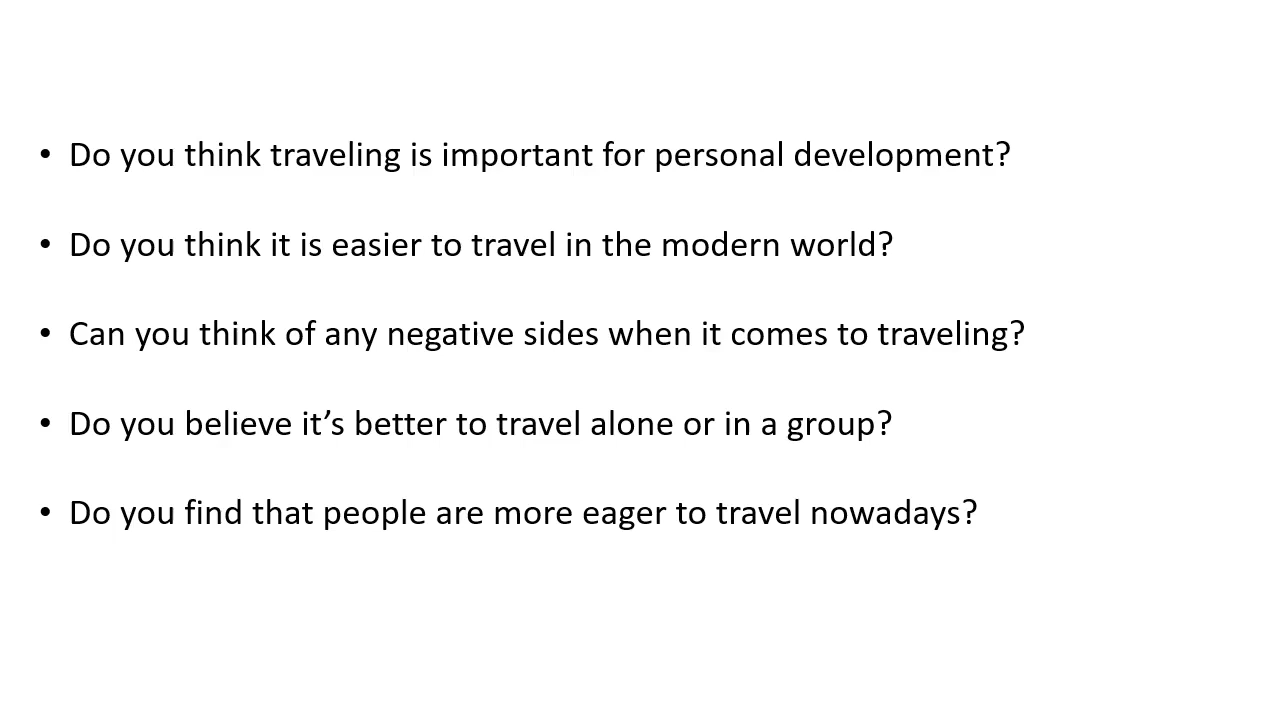 • Do you think traveling is important for personal development?
• Do you think it is easier to travel in the modern world?
• Can you think of any negative sides when it comes to traveling?
• Do you believe it’s better to travel alone or in a group?
• Do you find that people are more eager to travel nowadays?